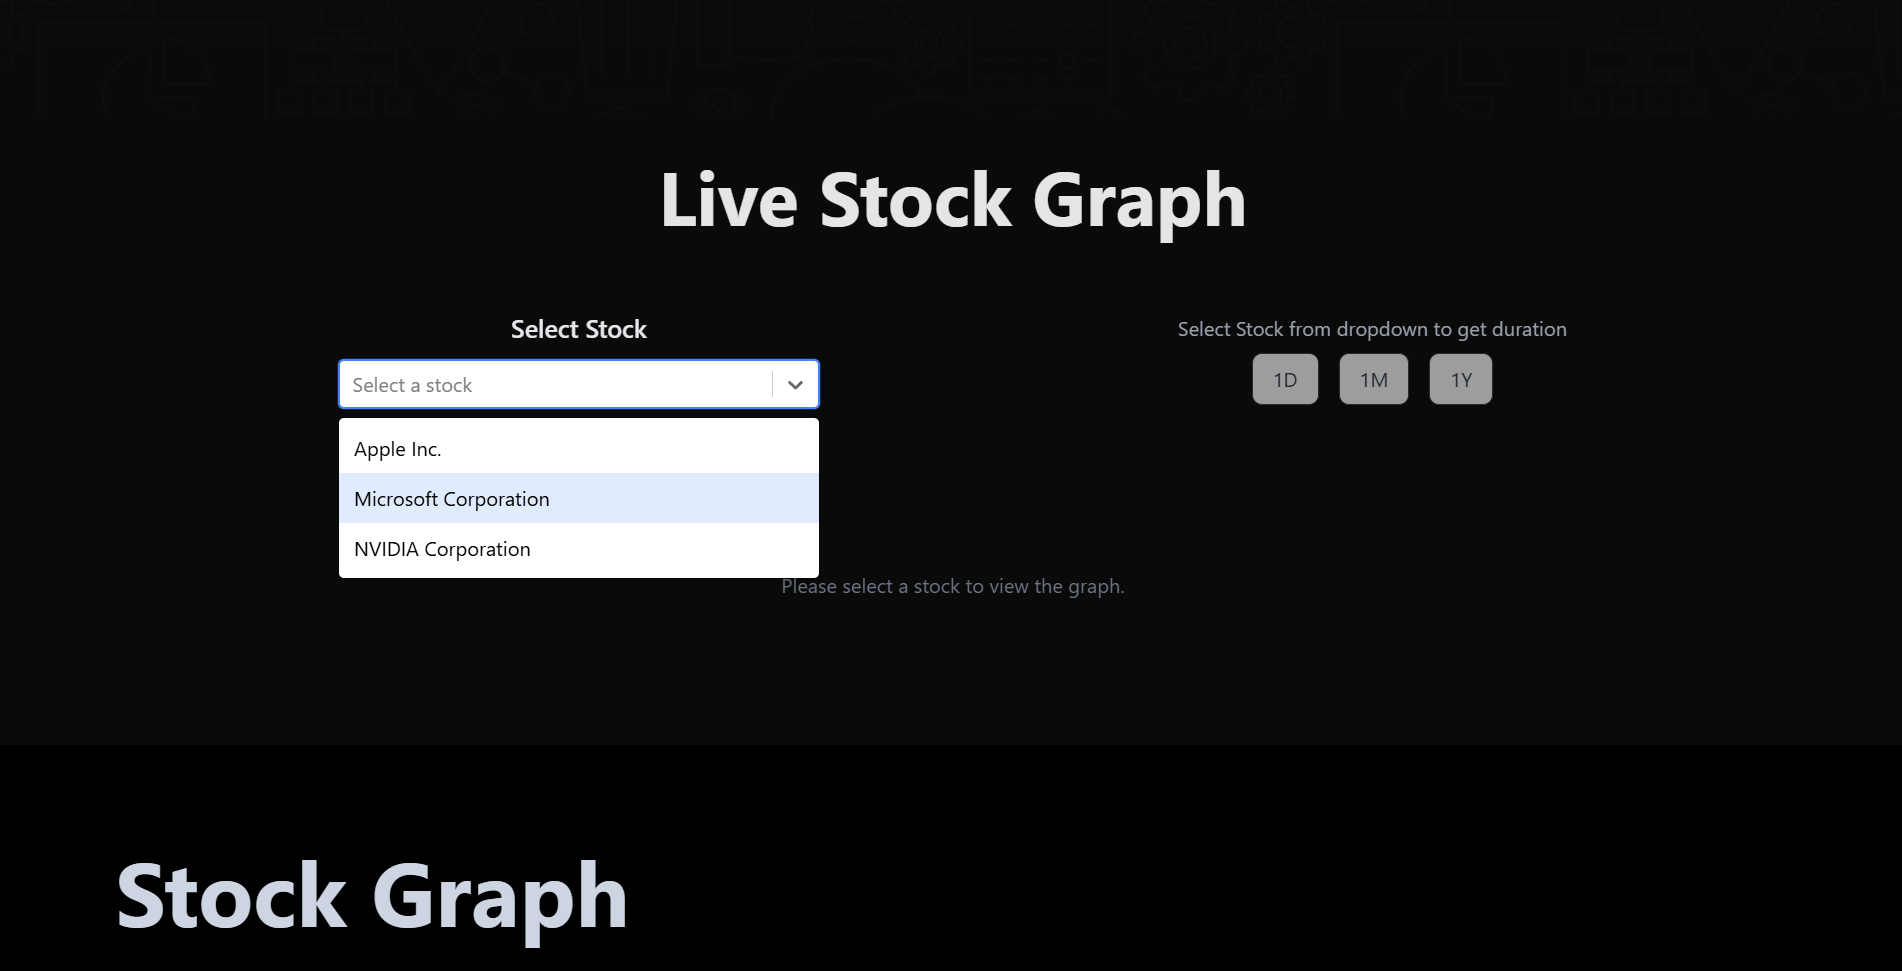 Live Stock Graph
Select Stock
Select a stock
Apple Inc.
Microsoft Corporation
NVIDIA Corporation
Select Stock from dropdown to get duration
1D 1M 1Y
Please select a stock to view the graph.
Stock Graph